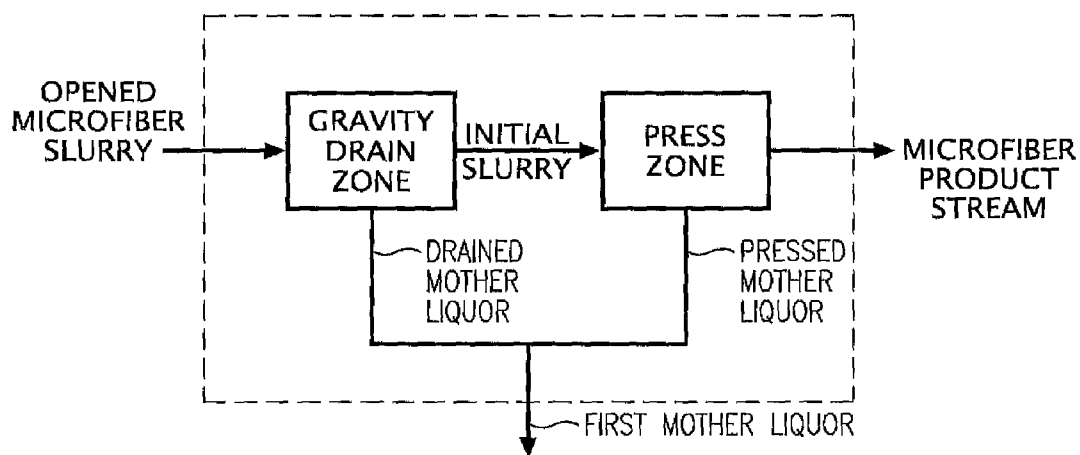 OPENED
MICROFIBER
SLURRY
GRAVITY
DRAIN
ZONE
INITIAL
SLURRY
PRESS
ZONE
MICROFIBER
PRODUCT
STREAM
DRAINED
MOTHER
LIQUOR
PRESSED
MOTHER
LIQUOR
FIRST MOTHER LIQUOR